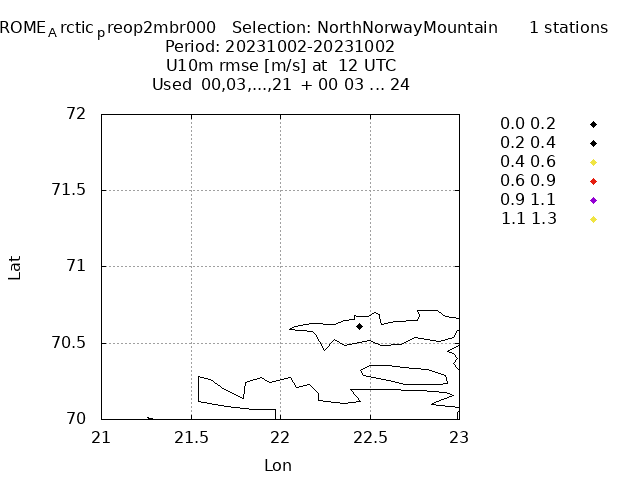 ROME_Arctic_preop2mbr000 Selection: NorthNorwayMountain 1 stations
Period: 20231002-20231002
U10m rmse [m/s] at 12 UTC
Used 00,03,...,21 + 00 03 ... 24
72
71.5
71
70.5
70
21 21.5 22 22.5 23
Lat
Lon
0.0 0.2
0.2 0.4
0.4 0.6
0.6 0.9
0.9 1.1
1.1 1.3